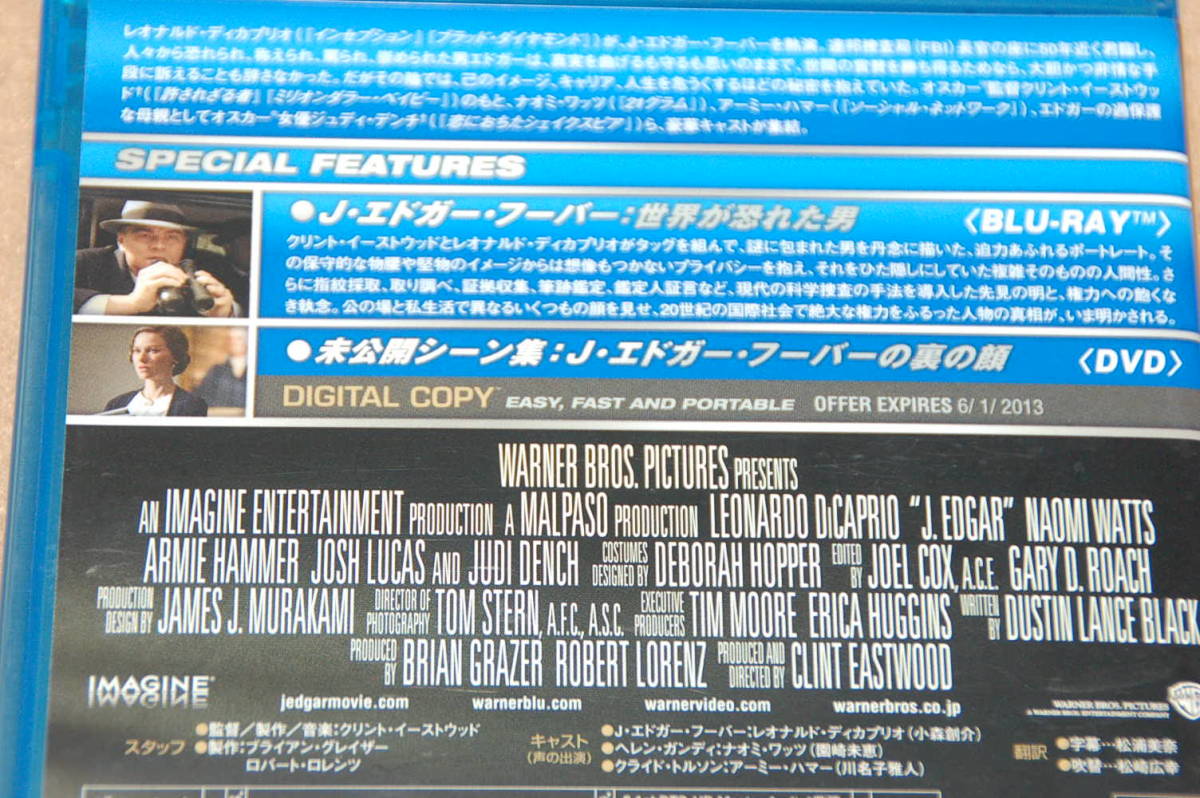 レオナルド・ディカプリオ(『インセプション』『ブラッド・ダイヤモンド』)が、J・エドガー・フーバーを熱演。連邦捜査局(FBI)長官の座に50年近く君臨し、
人々から恐れられ、称えられ、罵られ、崇められた男エドガーは、真実を曲げるも守るも思いのままで、世間の賞賛を勝ち得るためなら、大胆かつ非情な手
段に訴えることも辞さなかった。だがその陰では、己のイメージ、キャリア、人生を危うくするほどの秘密を抱えていた。オスカー®監督クリント・イーストウッ
ド¹(『許されざる者』『ミリオンダラー・ベイビー』)のもと、ナオミ・ワッツ(『21グラム』)、アーミー・ハマー(『ソーシャル・ネットワーク』)、エドガーの過保護
な母親としてオスカー®女優ジュディ・デンチ²(『恋におちたシェイクスピア』)ら、豪華キャストが集結。
SPECIAL FEATURES
●J・エドガー・フーバー:世界が恐れた男 〈BLU-RAY™〉
クリント・イーストウッドとレオナルド・ディカプリオがタッグを組んで、謎に包まれた男を丹念に描いた、迫力あふれるポートレート。そ
の保守的な物腰や堅物のイメージからは想像もつかないプライバシーを抱え、それをひた隠しにしていた複雑そのものの人間性。さ
らに指紋採取、取り調べ、証拠収集、筆跡鑑定、鑑定人証言など、現代の科学捜査の手法を導入した先見の明と、権力への飽くな
き執念。公の場と私生活で異なるいくつもの顔を見せ、20世紀の国際社会で絶大な権力をふるった人物の真相が、いま明かされる。
●未公開シーン集:J・エドガー・フーバーの裏の顔 〈DVD〉
DIGITAL COPY™ EASY, FAST AND PORTABLE OFFER EXPIRES 6/1/2013
WARNER BROS. PICTURES PRESENTS
AN IMAGINE ENTERTAINMENT PRODUCTION A MALPASO PRODUCTION LEONARDO DiCAPRIO "J. EDGAR" NAOMI WATTS
ARMIE HAMMER JOSH LUCAS AND JUDI DENCH COSTUMES DESIGNED BY DEBORAH HOPPER EDITED BY JOEL COX, A.C.E. GARY D. ROACH
PRODUCTION DESIGN BY JAMES J. MURAKAMI DIRECTOR OF PHOTOGRAPHY TOM STERN, A.F.C., A.S.C. EXECUTIVE PRODUCERS TIM MOORE ERICA HUGGINS WRITTEN BY DUSTIN LANCE BLACK
PRODUCED BY BRIAN GRAZER ROBERT LORENZ PRODUCED AND DIRECTED BY CLINT EASTWOOD
IMAGINE® jedgarmovie.com warnerblu.com warnervideo.com warnerbros.co.jp
WARNER BROS. PICTURES
A WARNER BROS. ENTERTAINMENT COMPANY
WB
スタッフ
●監督/製作/音楽:クリント・イーストウッド
●製作:ブライアン・グレイザー
ロバート・ロレンツ
キャスト
(声の出演)
●J・エドガー・フーバー:レオナルド・ディカプリオ(小森創介)
●ヘレン・ガンディ:ナオミ・ワッツ(園崎未恵)
●クライド・トルソン:アーミー・ハマー(川名子雅人)
翻訳
●字幕…松浦美奈
●吹替…松崎広幸